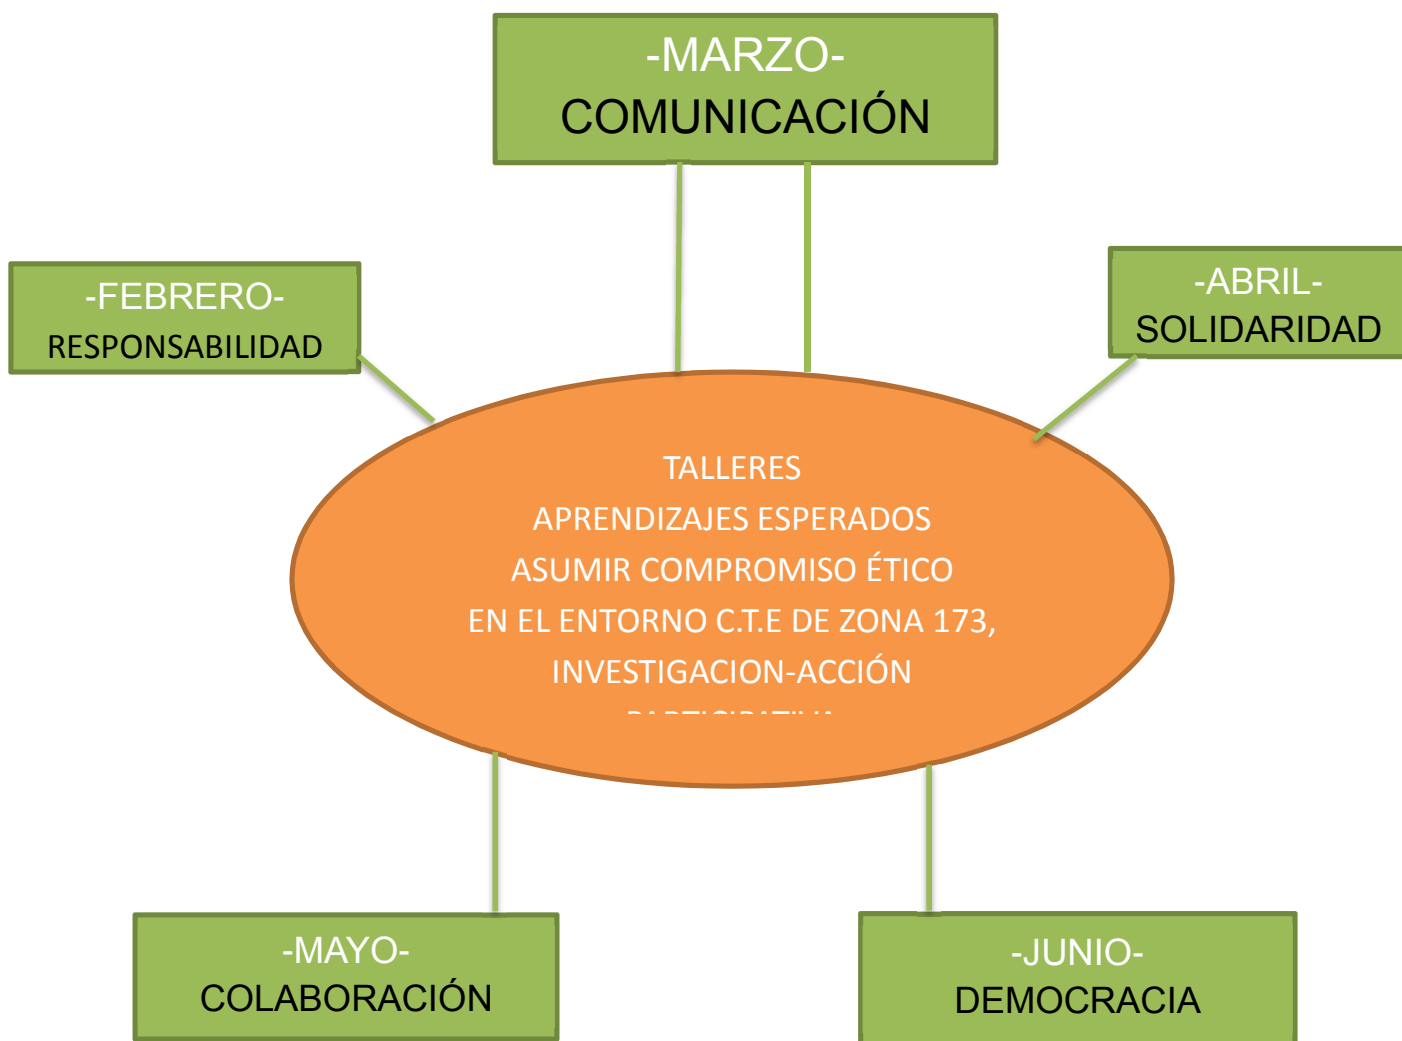 -MARZO-
COMUNICACIÓN
-FEBRERO-
RESPONSABILIDAD
-ABRIL-
SOLIDARIDAD
TALLERES
APRENDIZAJES ESPERADOS
ASUMIR COMPROMISO ÉTICO
EN EL ENTORNO C.T.E DE ZONA 173,
INVESTIGACION-ACCIÓN
PARTICIPATIVA
-MAYO-
COLABORACIÓN
-JUNIO-
DEMOCRACIA